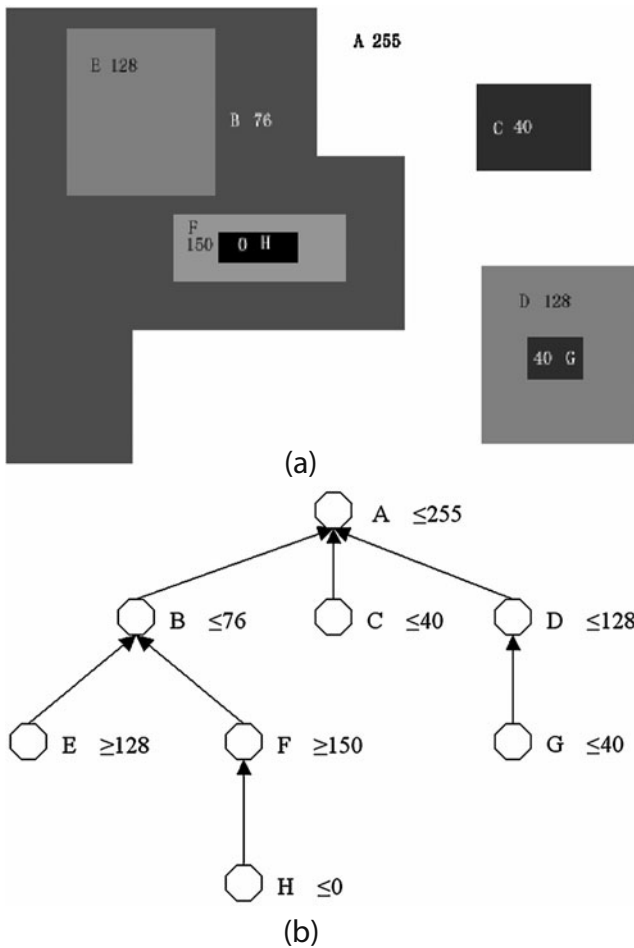 A 255
E 128
B 76
C 40
F
150
0 H
D 128
40 G
(a)
A ≤255
B ≤76
C ≤40
D ≤128
E ≥128
F ≥150
G ≤40
H ≤0
(b)